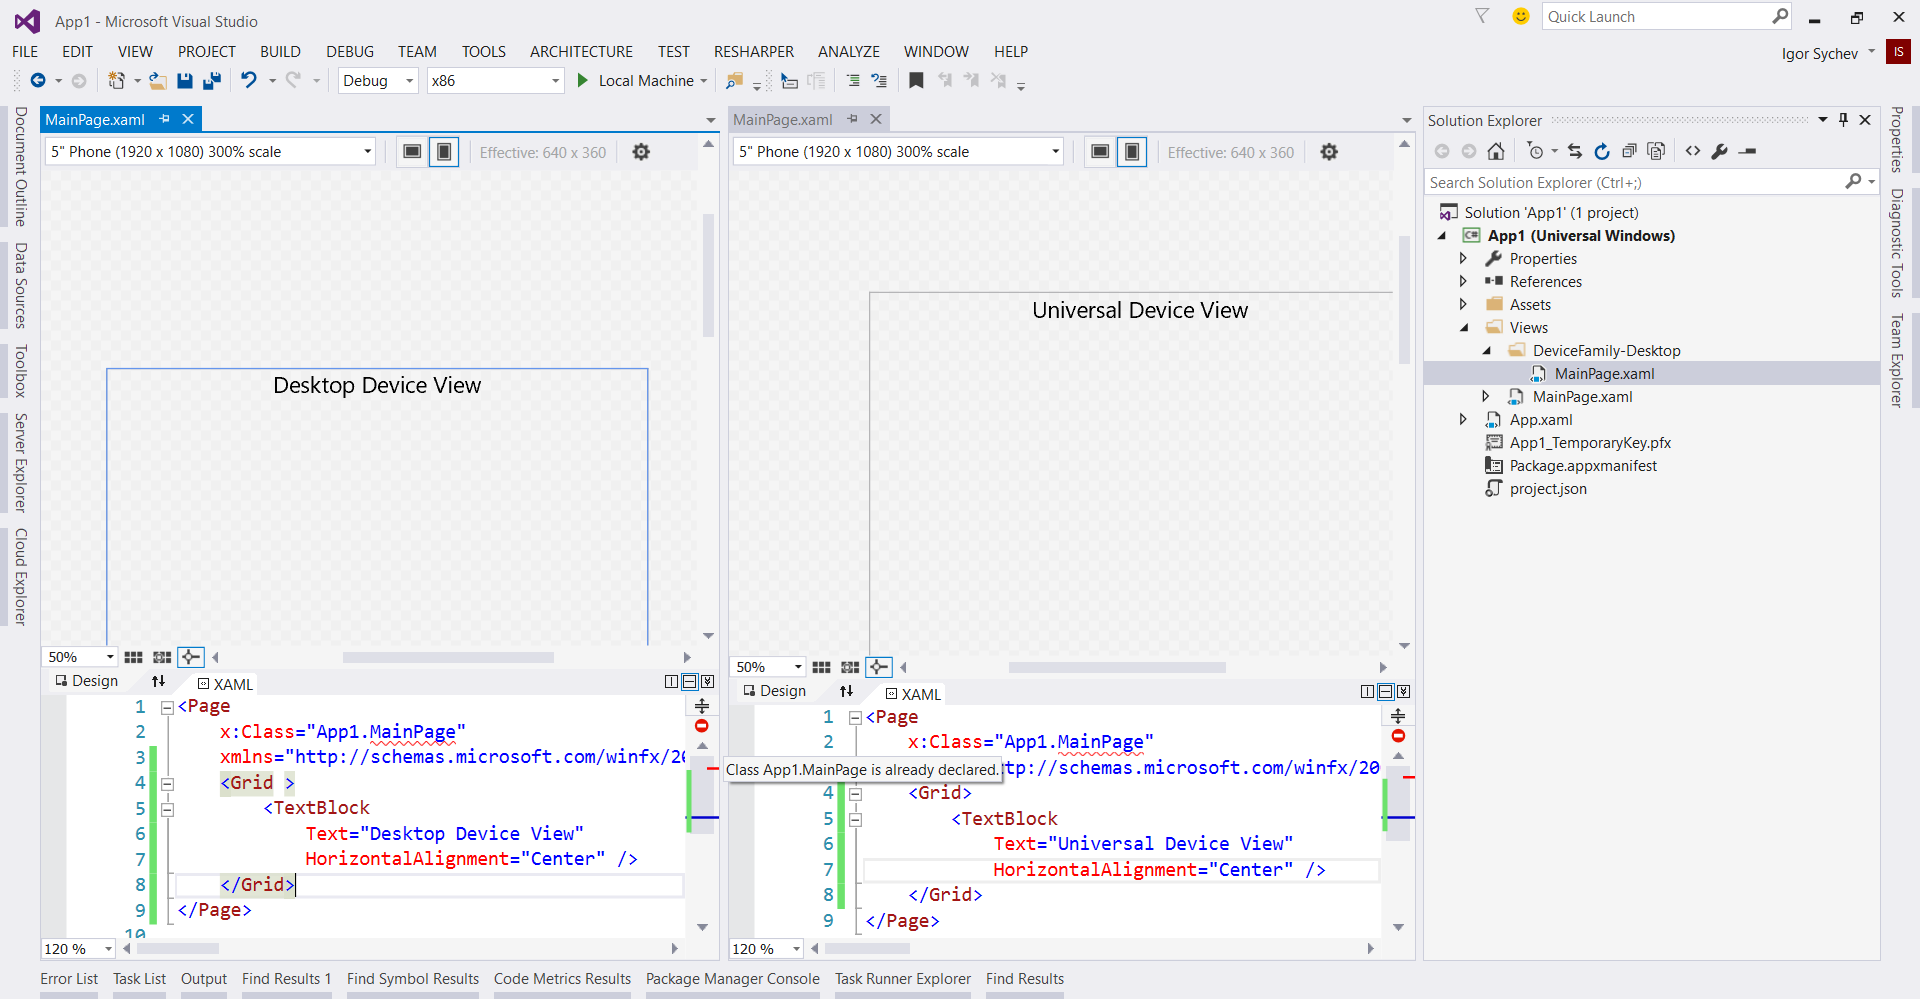 App1 - Microsoft Visual Studio
Quick Launch
FILE EDIT VIEW PROJECT BUILD DEBUG TEAM TOOLS ARCHITECTURE TEST RESHARPER ANALYZE WINDOW HELP
Igor Sychev IS
Debug x86 Local Machine
Document Outline
Data Sources
Toolbox
Server Explorer
Cloud Explorer
MainPage.xaml
5" Phone (1920 x 1080) 300% scale
Effective: 640 x 360
Desktop Device View
50%
Design
XAML
1 <Page
2 x:Class="App1.MainPage"
3 xmlns="http://schemas.microsoft.com/winfx/20
4 <Grid >
5 <TextBlock
6 Text="Desktop Device View"
7 HorizontalAlignment="Center" />
8 </Grid>
9 </Page>
10
120 %
MainPage.xaml
5" Phone (1920 x 1080) 300% scale
Effective: 640 x 360
Universal Device View
50%
Design
XAML
1 <Page
2 x:Class="App1.MainPage"
Class App1.MainPage is already declared.
tp://schemas.microsoft.com/winfx/20
4 <Grid>
5 <TextBlock
6 Text="Universal Device View"
7 HorizontalAlignment="Center" />
8 </Grid>
9 </Page>
120 %
Solution Explorer
Search Solution Explorer (Ctrl+;)
Solution 'App1' (1 project)
C# App1 (Universal Windows)
Properties
References
Assets
Views
DeviceFamily-Desktop
MainPage.xaml
MainPage.xaml
App.xaml
App1_TemporaryKey.pfx
Package.appxmanifest
project.json
Properties
Diagnostic Tools
Team Explorer
Error List Task List Output Find Results 1 Find Symbol Results Code Metrics Results Package Manager Console Task Runner Explorer Find Results